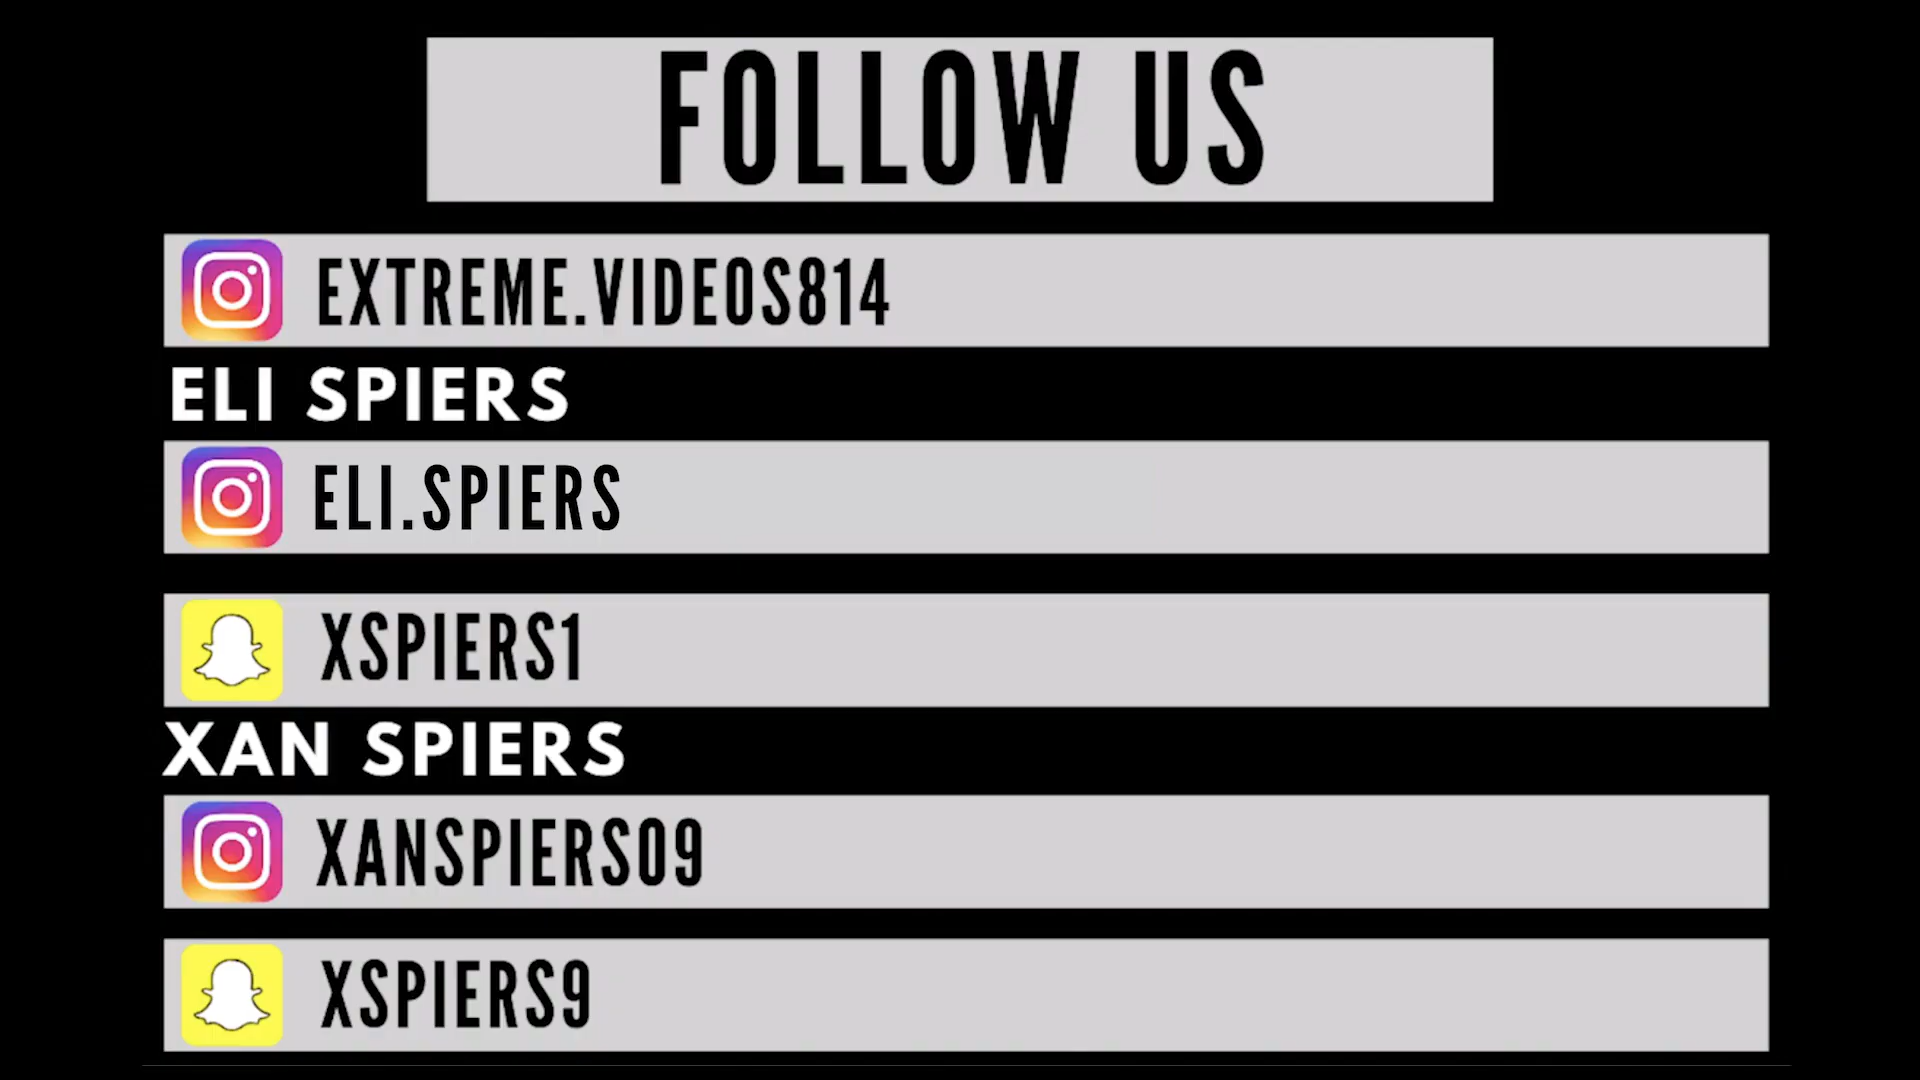 FOLLOW US
EXTREME.VIDEOS814
ELI SPIERS
ELI.SPIERS
XSPIERS1
XAN SPIERS
XANSPIERS09
XSPIERS9